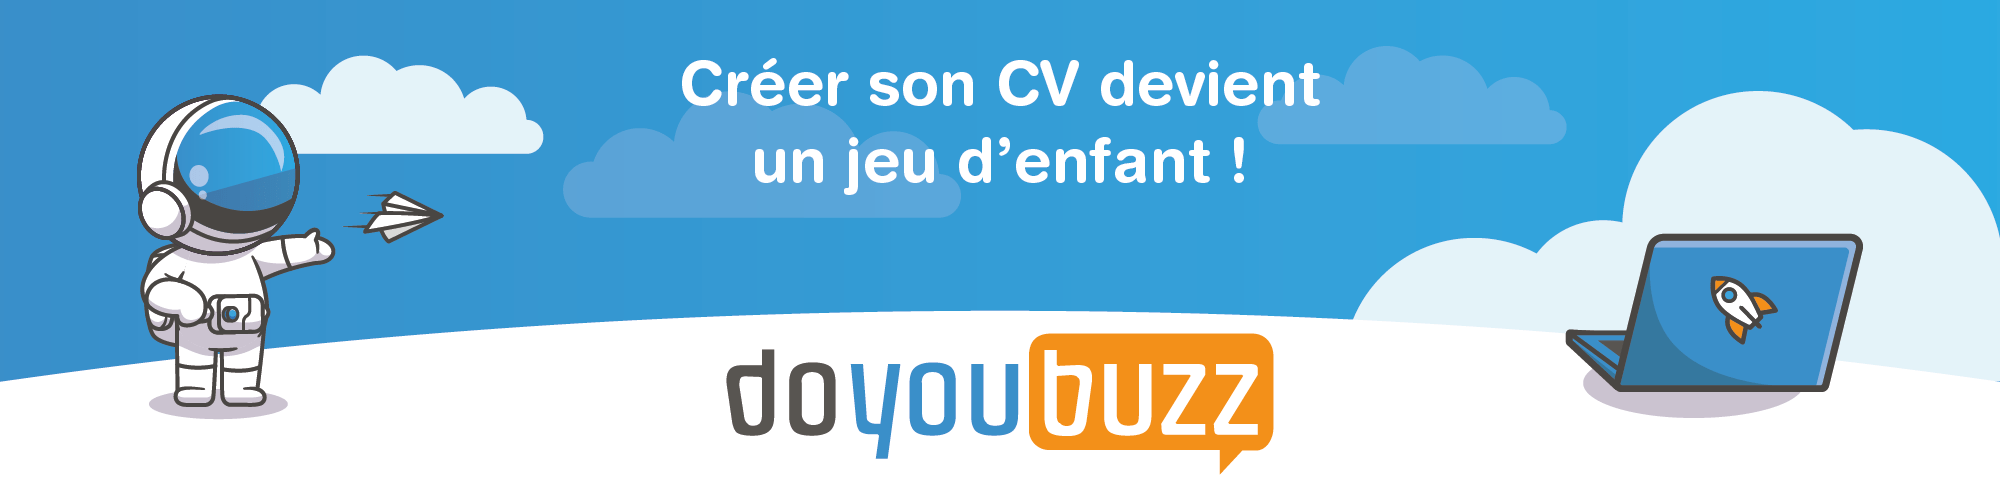 Créer son CV devient
un jeu d’enfant !
doyoubuzz